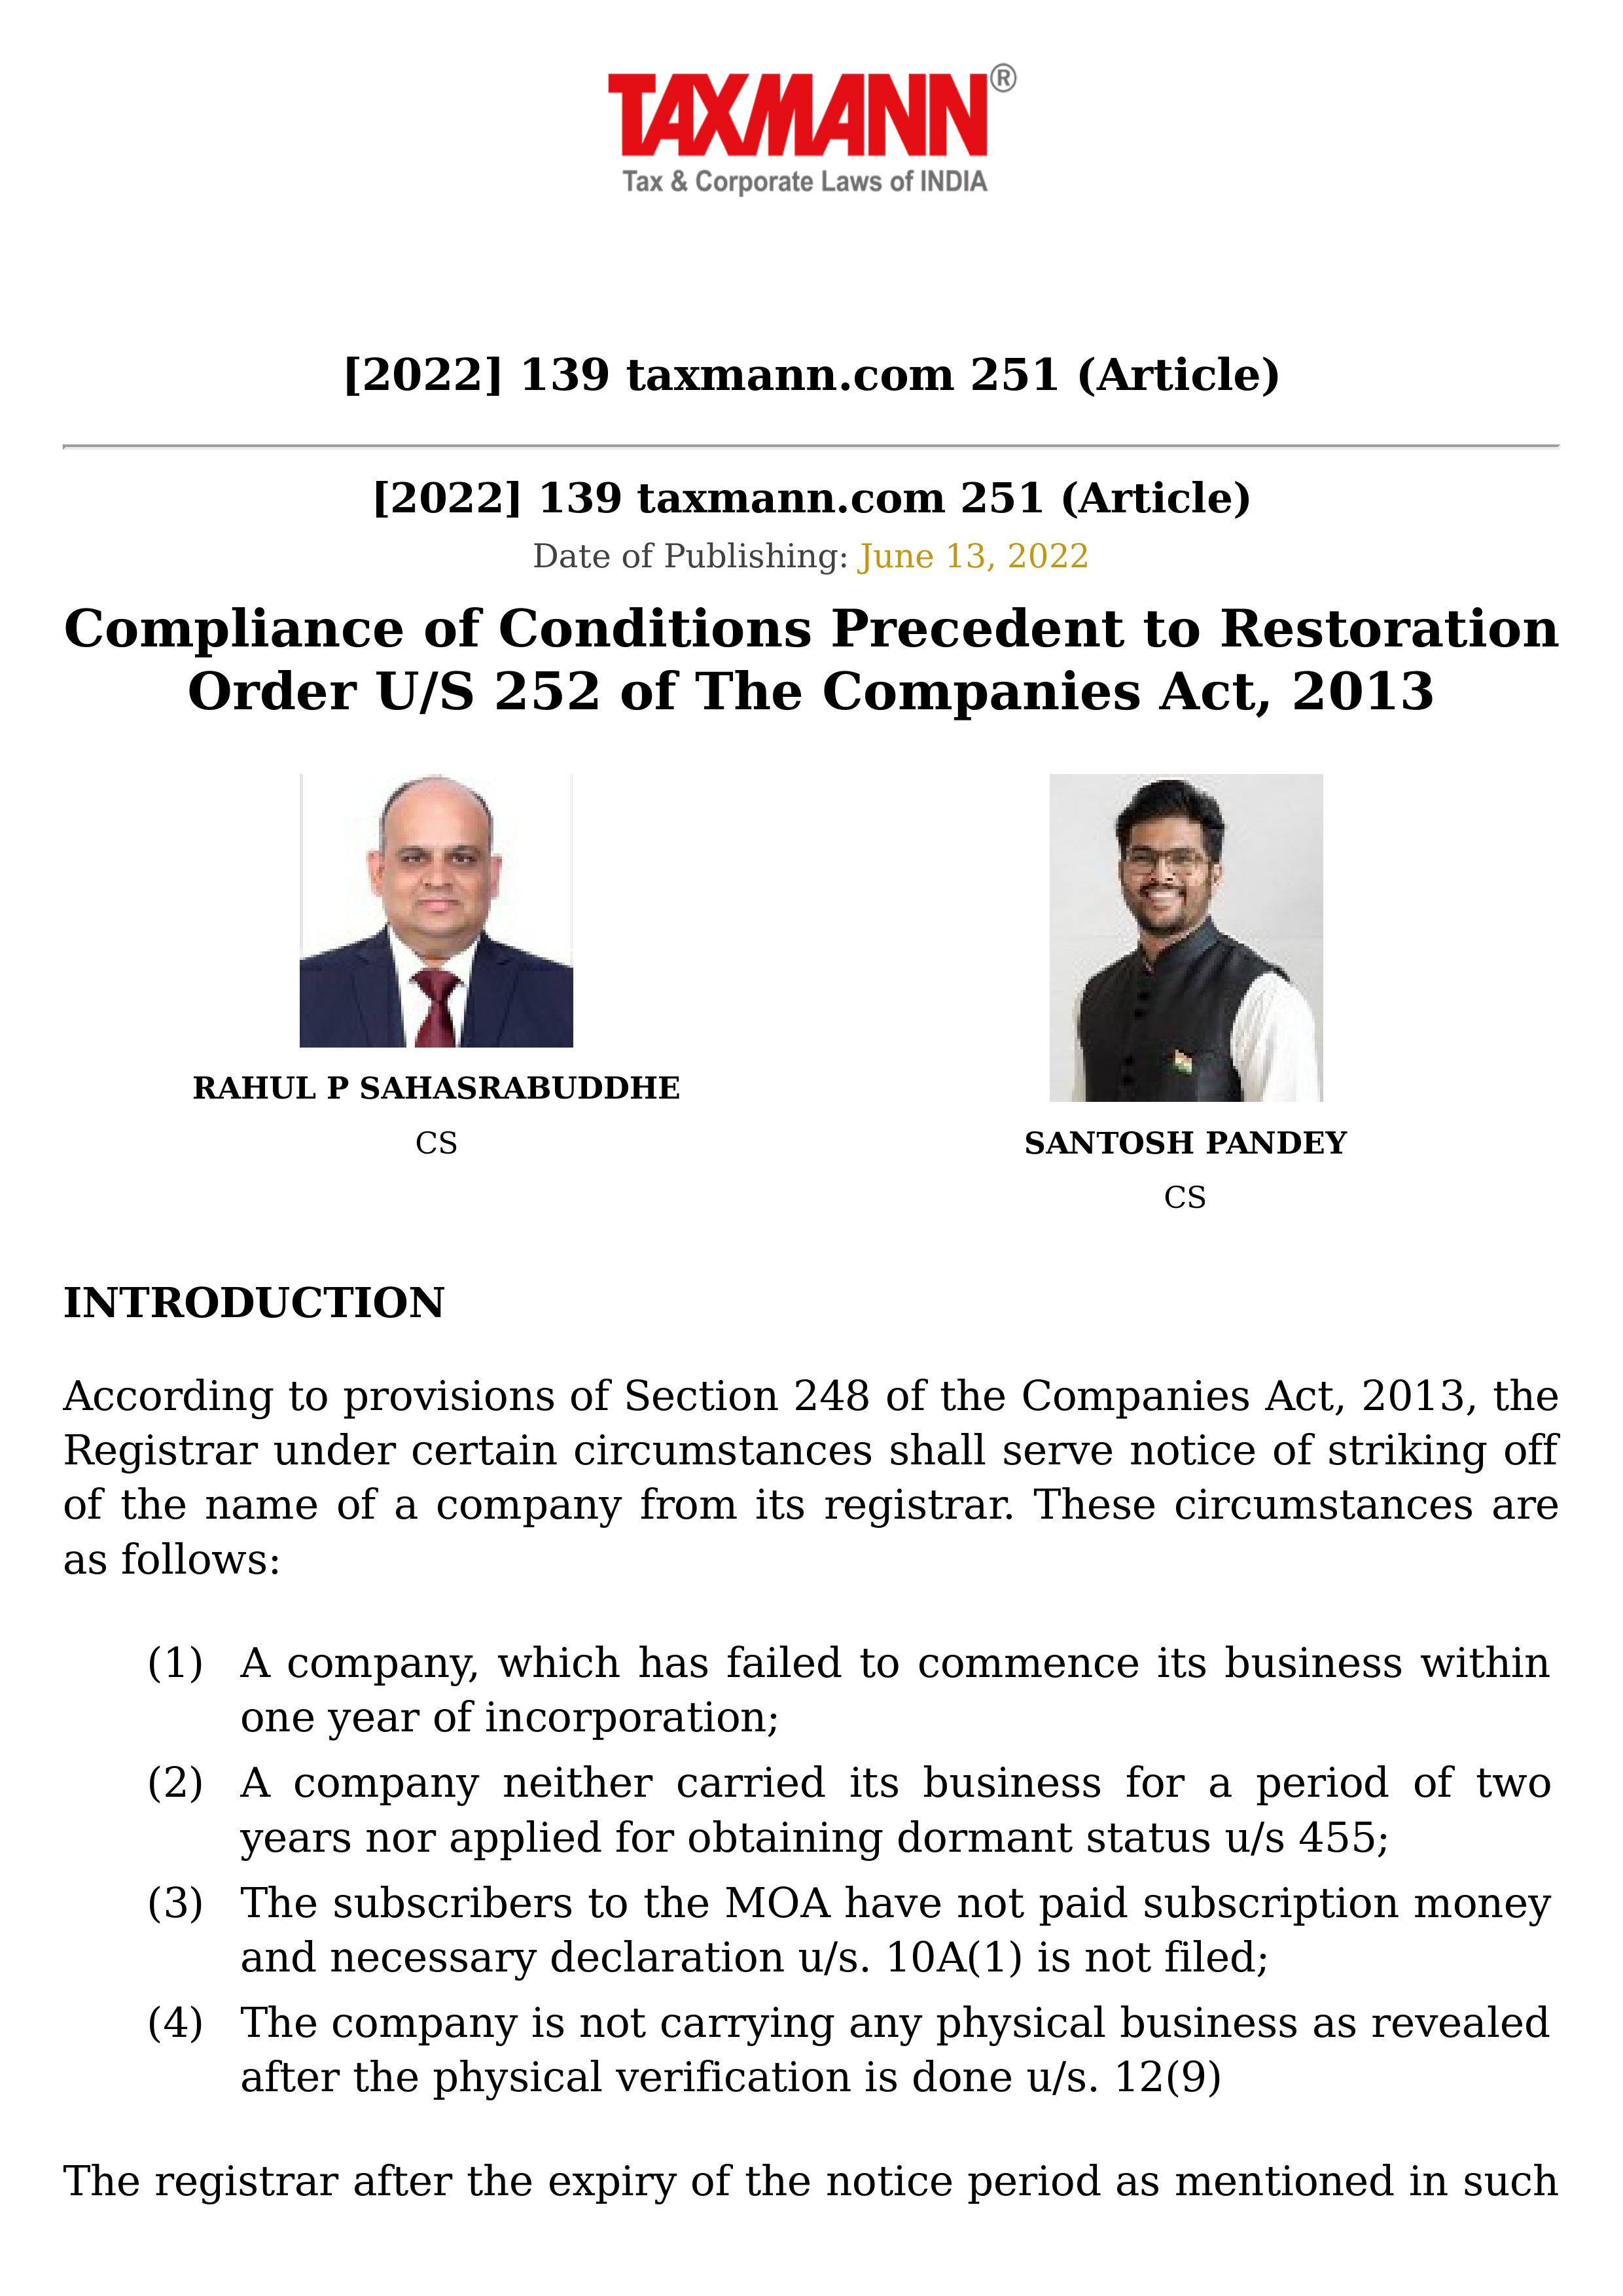 TAXMANN®
Tax & Corporate Laws of INDIA
[2022] 139 taxmann.com 251 (Article)
[2022] 139 taxmann.com 251 (Article)
Date of Publishing: June 13, 2022
Compliance of Conditions Precedent to Restoration
Order U/S 252 of The Companies Act, 2013
RAHUL P SAHASRABUDDHE
CS
SANTOSH PANDEY
CS
INTRODUCTION
According to provisions of Section 248 of the Companies Act, 2013, the
Registrar under certain circumstances shall serve notice of striking off
of the name of a company from its registrar. These circumstances are
as follows:
(1) A company, which has failed to commence its business within
one year of incorporation;
(2) A company neither carried its business for a period of two
years nor applied for obtaining dormant status u/s 455;
(3) The subscribers to the MOA have not paid subscription money
and necessary declaration u/s. 10A(1) is not filed;
(4) The company is not carrying any physical business as revealed
after the physical verification is done u/s. 12(9)
The registrar after the expiry of the notice period as mentioned in such